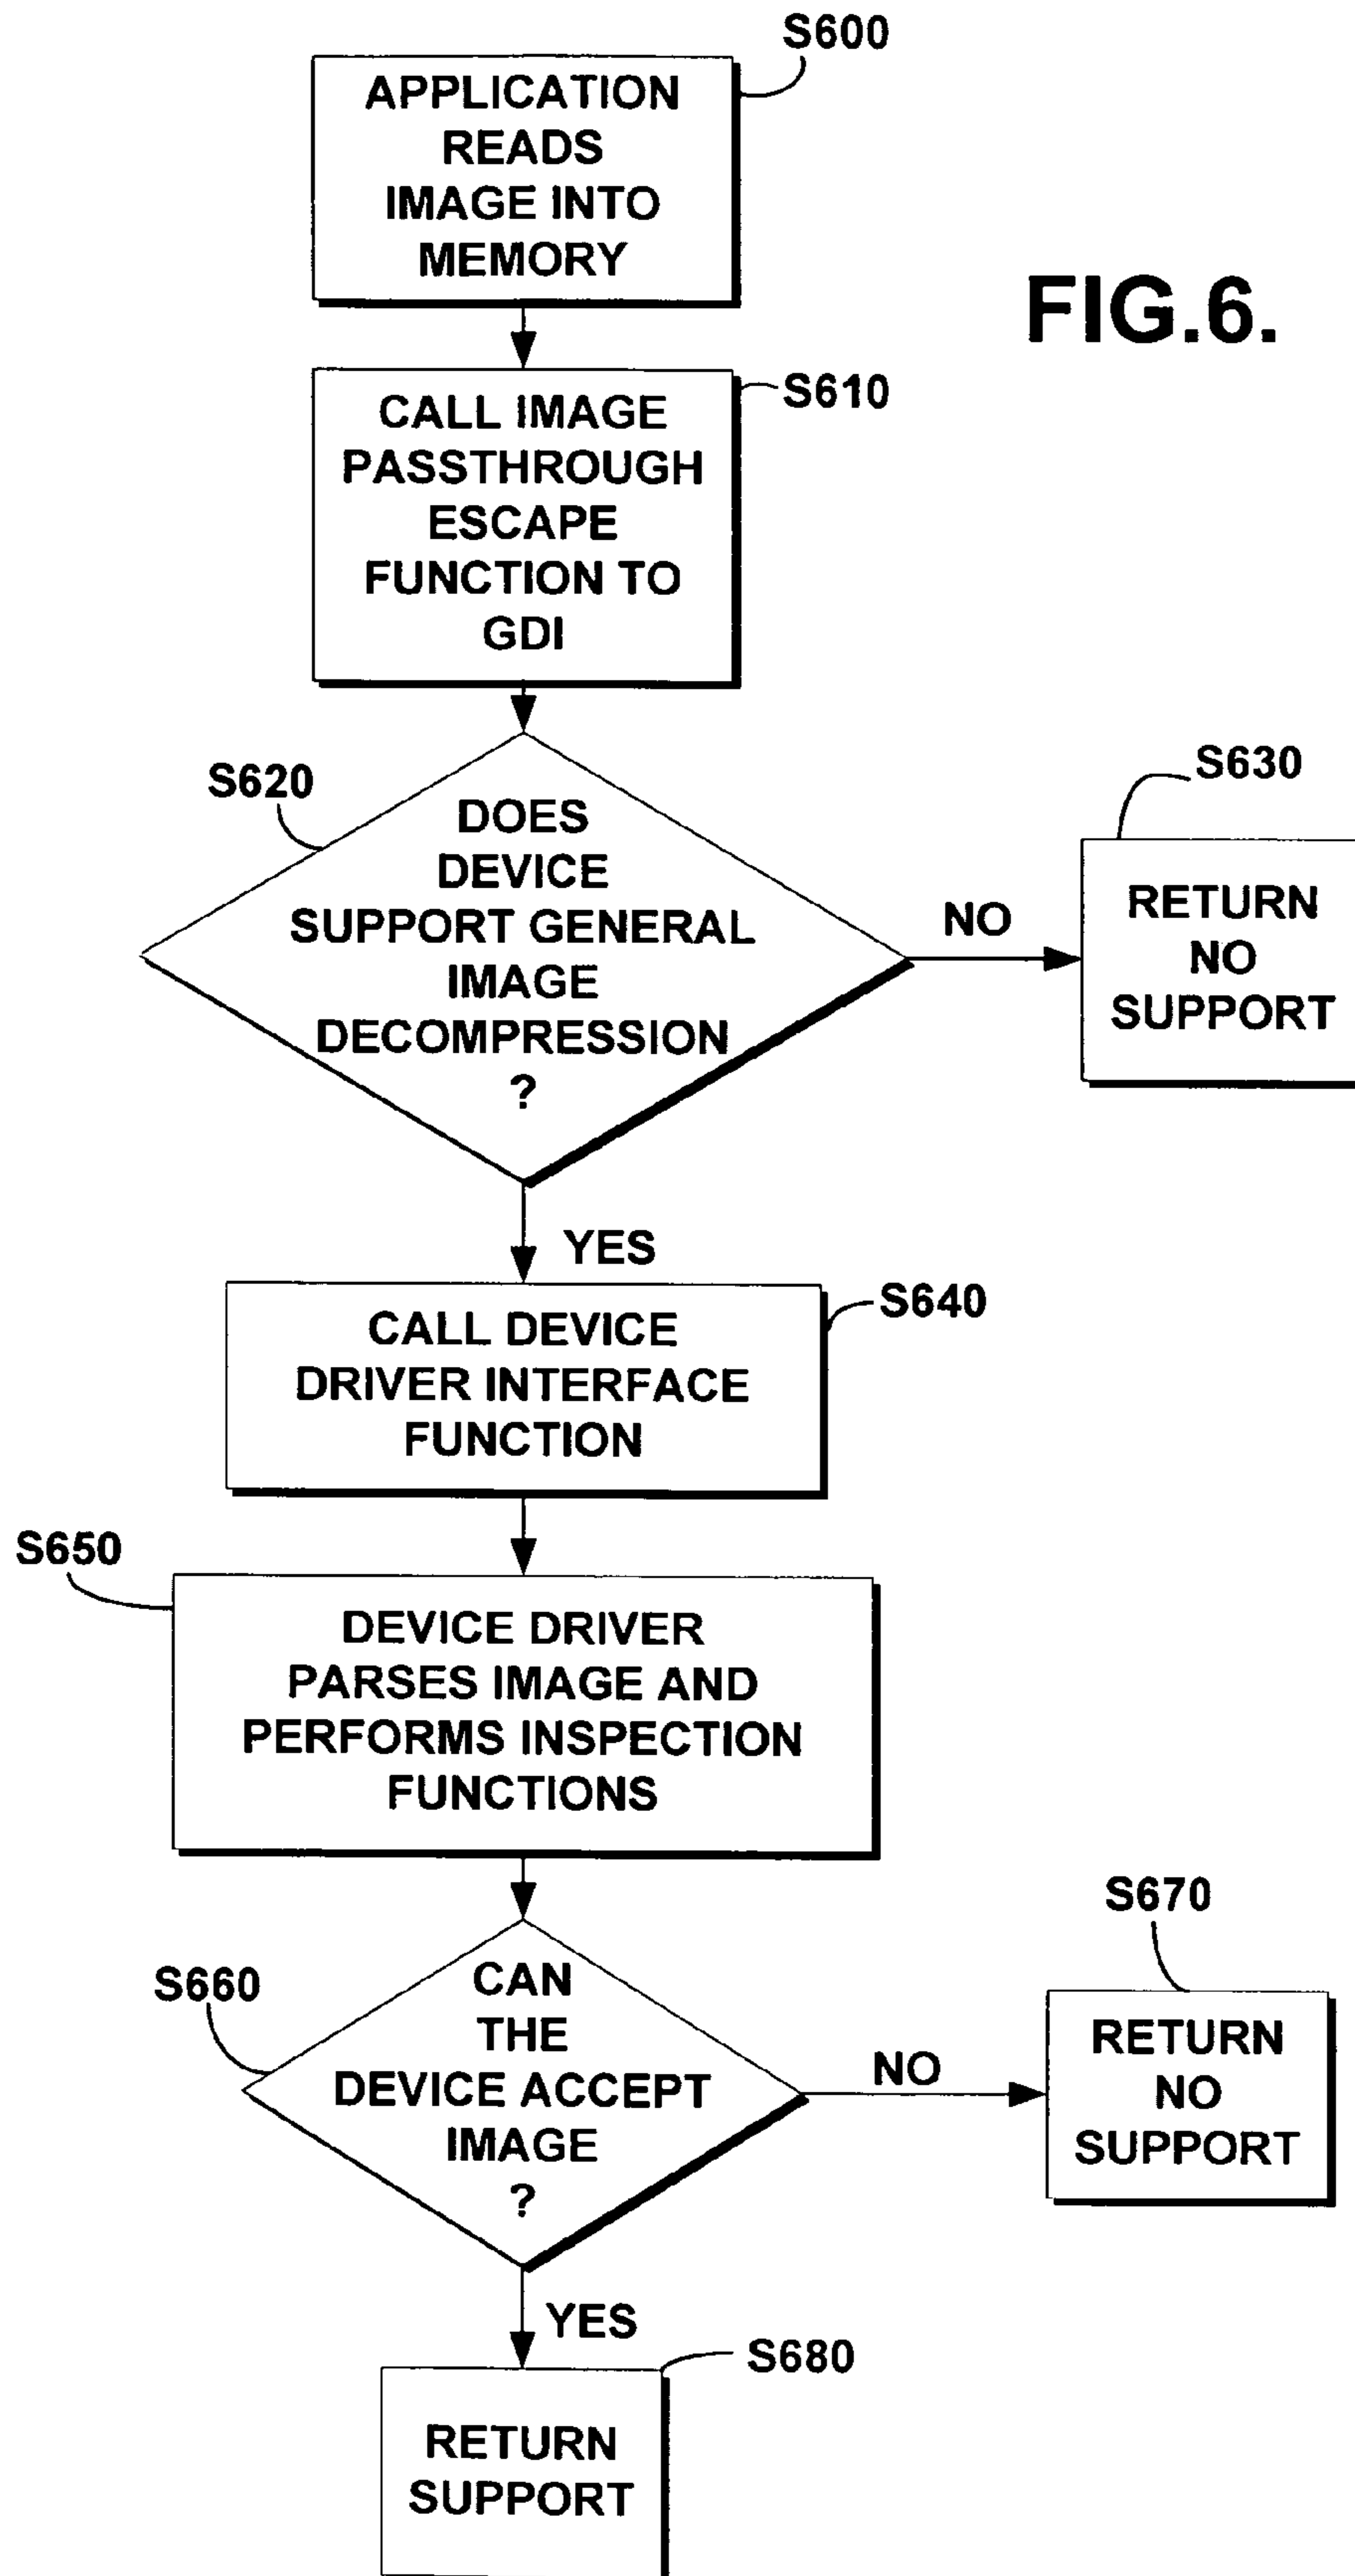 S600
APPLICATION
READS
IMAGE INTO
MEMORY
FIG.6.
S610
CALL IMAGE
PASSTHROUGH
ESCAPE
FUNCTION TO
GDI
S620
DOES
DEVICE
SUPPORT GENERAL
IMAGE
DECOMPRESSION
?
NO
S630
RETURN
NO
SUPPORT
YES
S640
CALL DEVICE
DRIVER INTERFACE
FUNCTION
S650
DEVICE DRIVER
PARSES IMAGE AND
PERFORMS INSPECTION
FUNCTIONS
S660
CAN
THE
DEVICE ACCEPT
IMAGE
?
NO
S670
RETURN
NO
SUPPORT
YES
S680
RETURN
SUPPORT